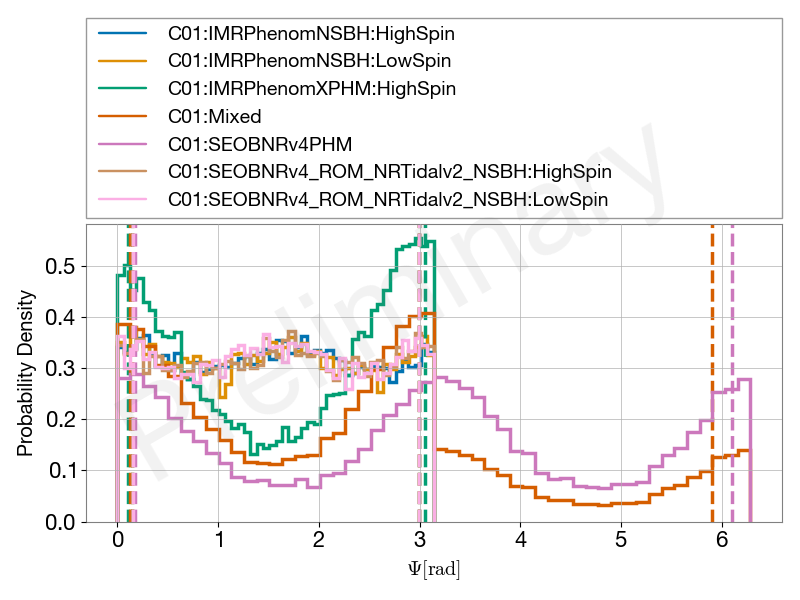 C01:IMRPhenomNSBH:HighSpin
C01:IMRPhenomNSBH:LowSpin
C01:IMRPhenomXPHM:HighSpin
C01:Mixed
C01:SEOBNRv4PHM
C01:SEOBNRv4_ROM_NRTidalv2_NSBH:HighSpin
C01:SEOBNRv4_ROM_NRTidalv2_NSBH:LowSpin
Preliminary
Probability Density
0.5
0.4
0.3
0.2
0.1
0.0
0 1 2 3 4 5 6
Ψ[rad]